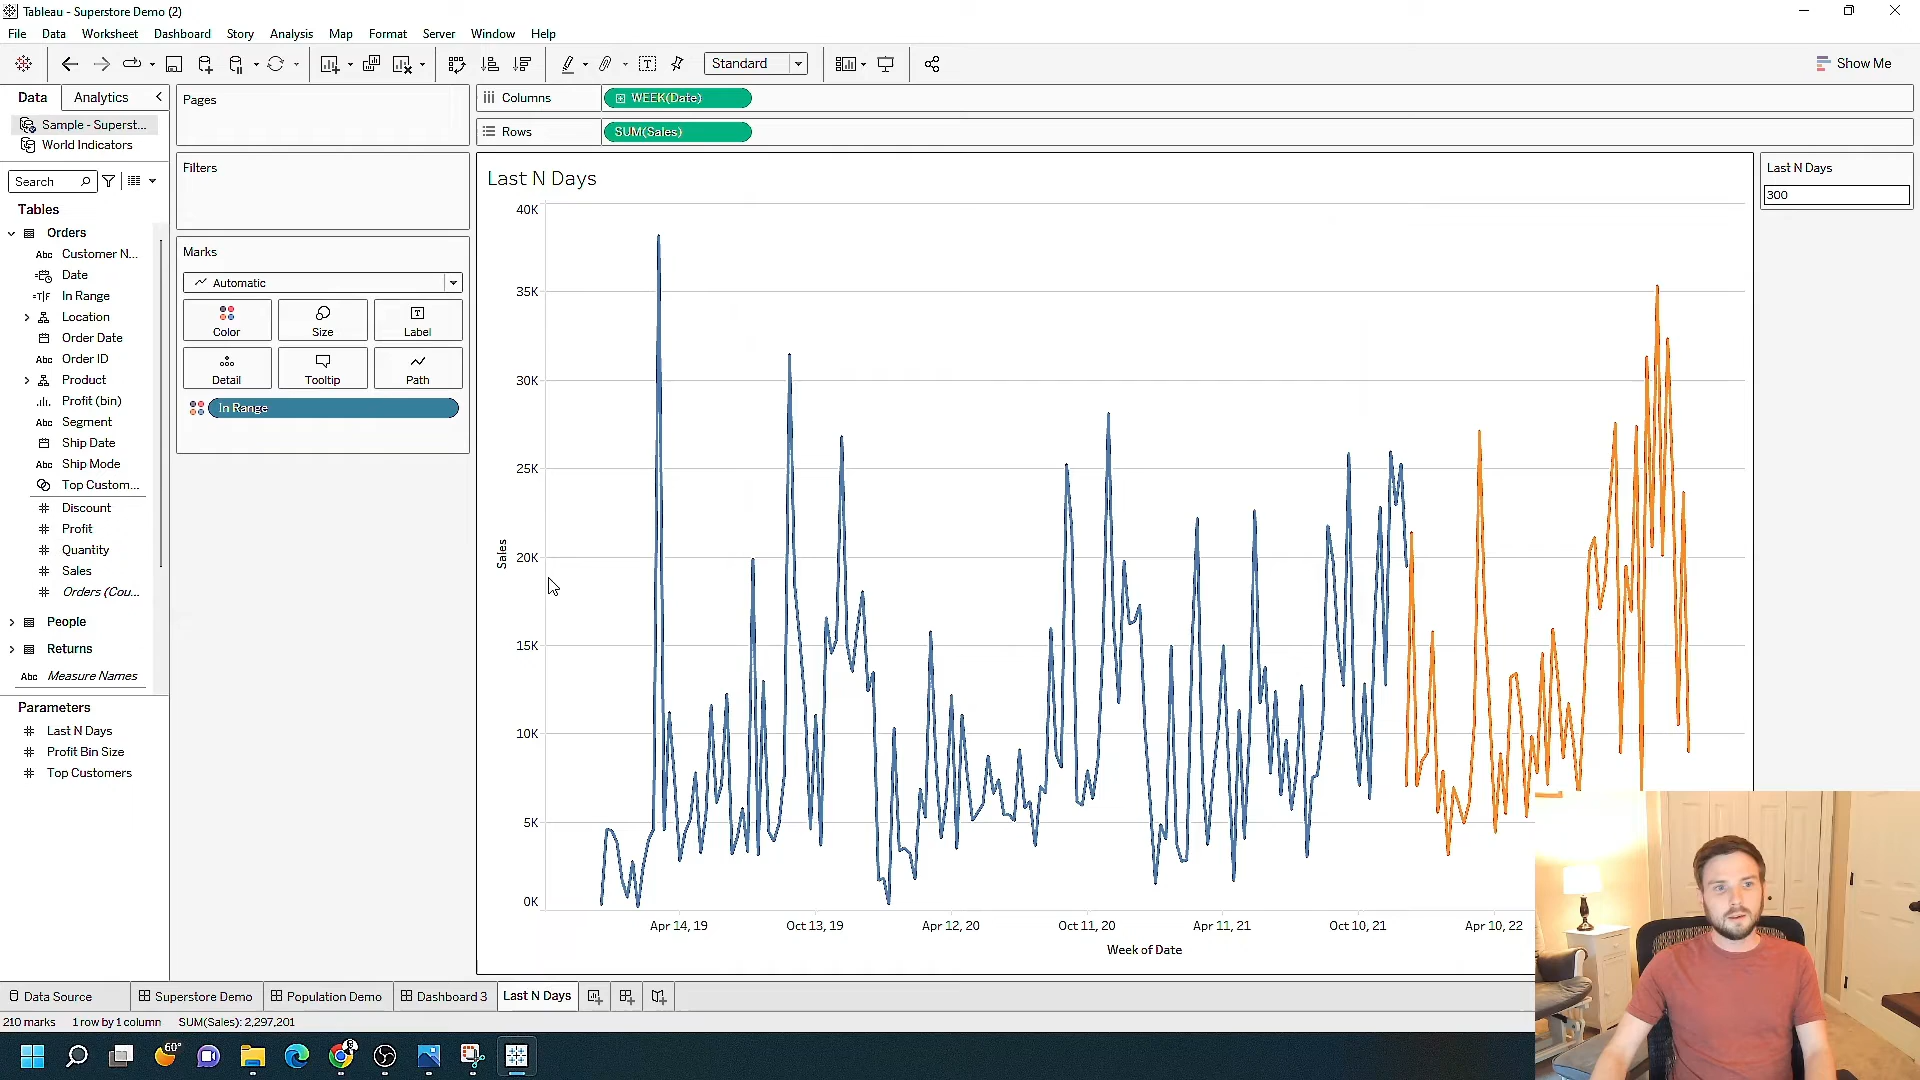 Tableau - Superstore Demo (2)
File Data Worksheet Dashboard Story Analysis Map Format Server Window Help
Standard
Show Me
Data
Analytics
Sample - Superst...
World Indicators
Search
Tables
Orders
Abc Customer N...
Date
=T|F In Range
Location
Order Date
Abc Order ID
Product
Profit (bin)
Abc Segment
Ship Date
Abc Ship Mode
Top Custom...
# Discount
# Profit
# Quantity
# Sales
# Orders (Cou...
People
Returns
Abc Measure Names
Parameters
# Last N Days
# Profit Bin Size
# Top Customers
Pages
Filters
Marks
Automatic
Color
Size
Label
Detail
Tooltip
Path
In Range
Columns
WEEK(Date)
Rows
SUM(Sales)
Last N Days
40K
35K
30K
25K
20K
15K
10K
5K
0K
Sales
Apr 14, 19
Oct 13, 19
Apr 12, 20
Oct 11, 20
Apr 11, 21
Oct 10, 21
Apr 10, 22
Week of Date
Last N Days
300
Data Source
Superstore Demo
Population Demo
Dashboard 3
Last N Days
210 marks 1 row by 1 column SUM(Sales): 2,297,201
60°